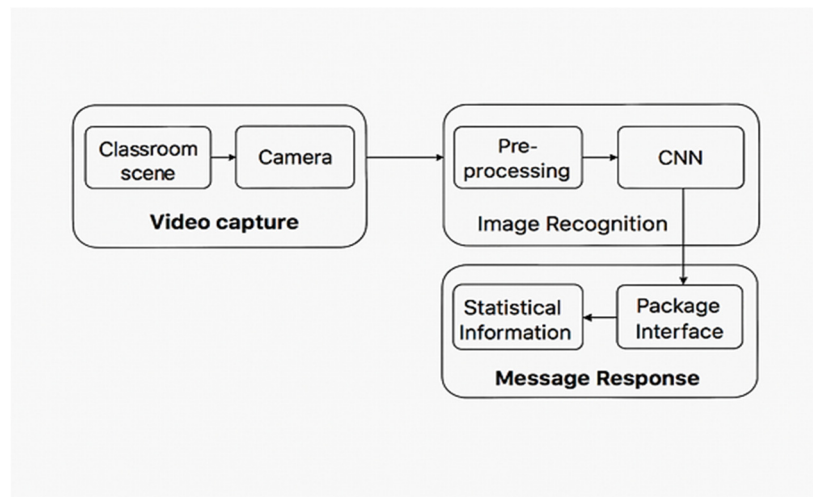 Classroom
scene
Camera
Video capture
Pre-
processing
CNN
Image Recognition
Statistical
Information
Package
Interface
Message Response